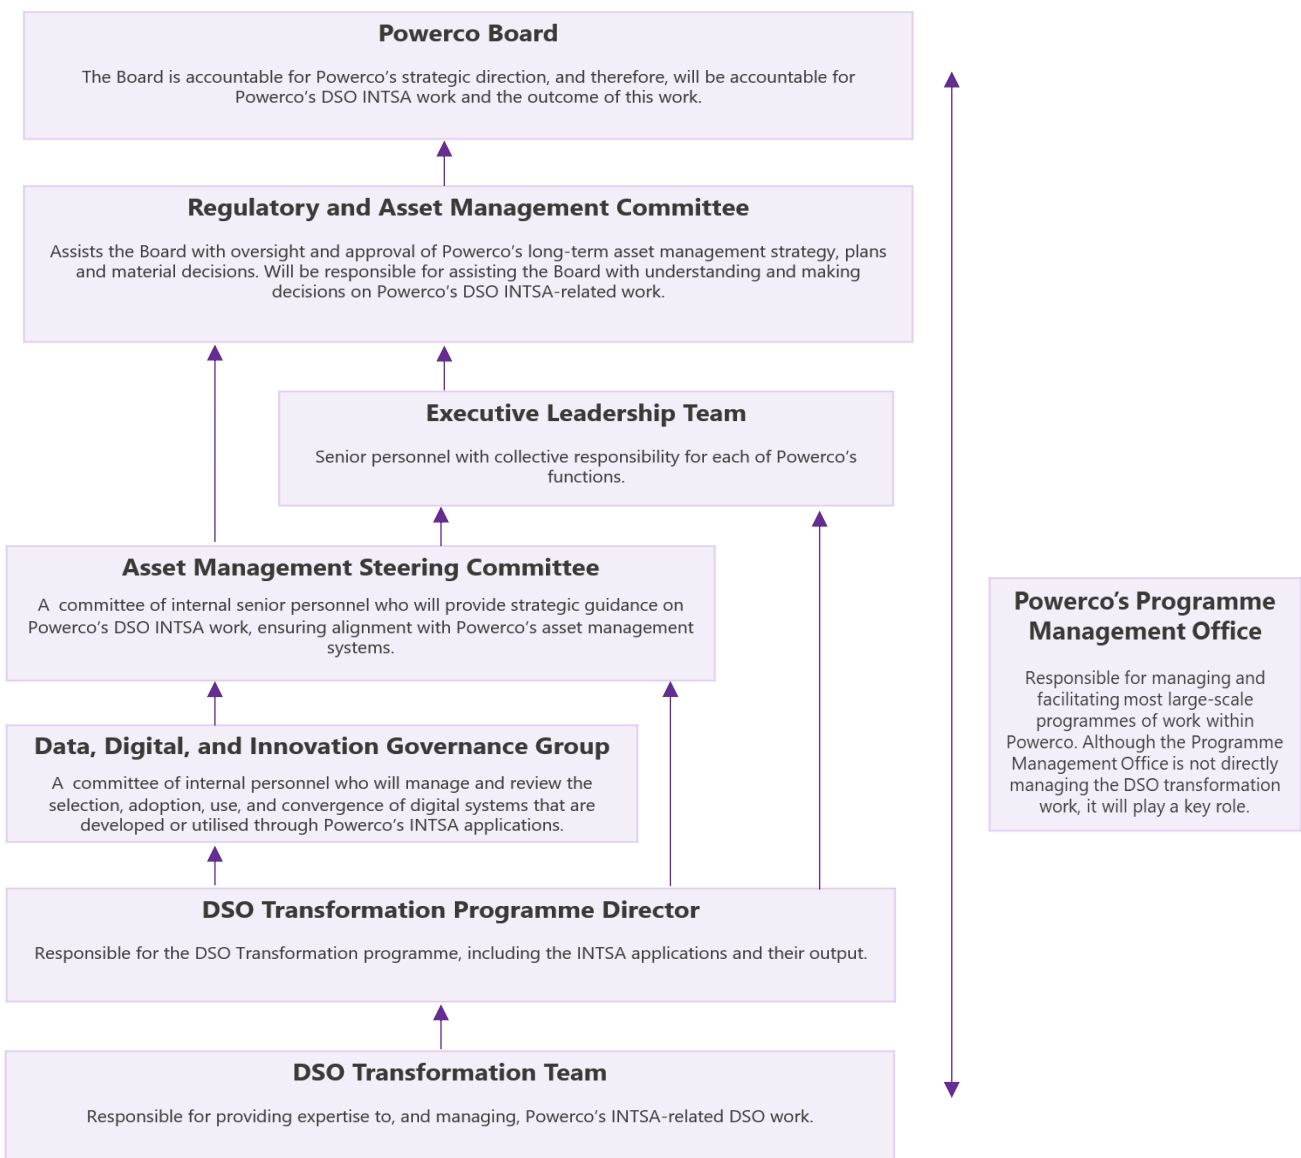 Powerco Board
The Board is accountable for Powerco’s strategic direction, and therefore, will be accountable for
Powerco’s DSO INTSA work and the outcome of this work.
Regulatory and Asset Management Committee
Assists the Board with oversight and approval of Powerco’s long-term asset management strategy, plans
and material decisions. Will be responsible for assisting the Board with understanding and making
decisions on Powerco’s DSO INTSA-related work.
Executive Leadership Team
Senior personnel with collective responsibility for each of Powerco’s
functions.
Asset Management Steering Committee
A committee of internal senior personnel who will provide strategic guidance on
Powerco’s DSO INTSA work, ensuring alignment with Powerco’s asset management
systems.
Data, Digital, and Innovation Governance Group
A committee of internal personnel who will manage and review the
selection, adoption, use, and convergence of digital systems that are
developed or utilised through Powerco’s INTSA applications.
DSO Transformation Programme Director
Responsible for the DSO Transformation programme, including the INTSA applications and their output.
DSO Transformation Team
Responsible for providing expertise to, and managing, Powerco’s INTSA-related DSO work.
Powerco’s Programme
Management Office
Responsible for managing and
facilitating most large-scale
programmes of work within
Powerco. Although the Programme
Management Office is not directly
managing the DSO transformation
work, it will play a key role.